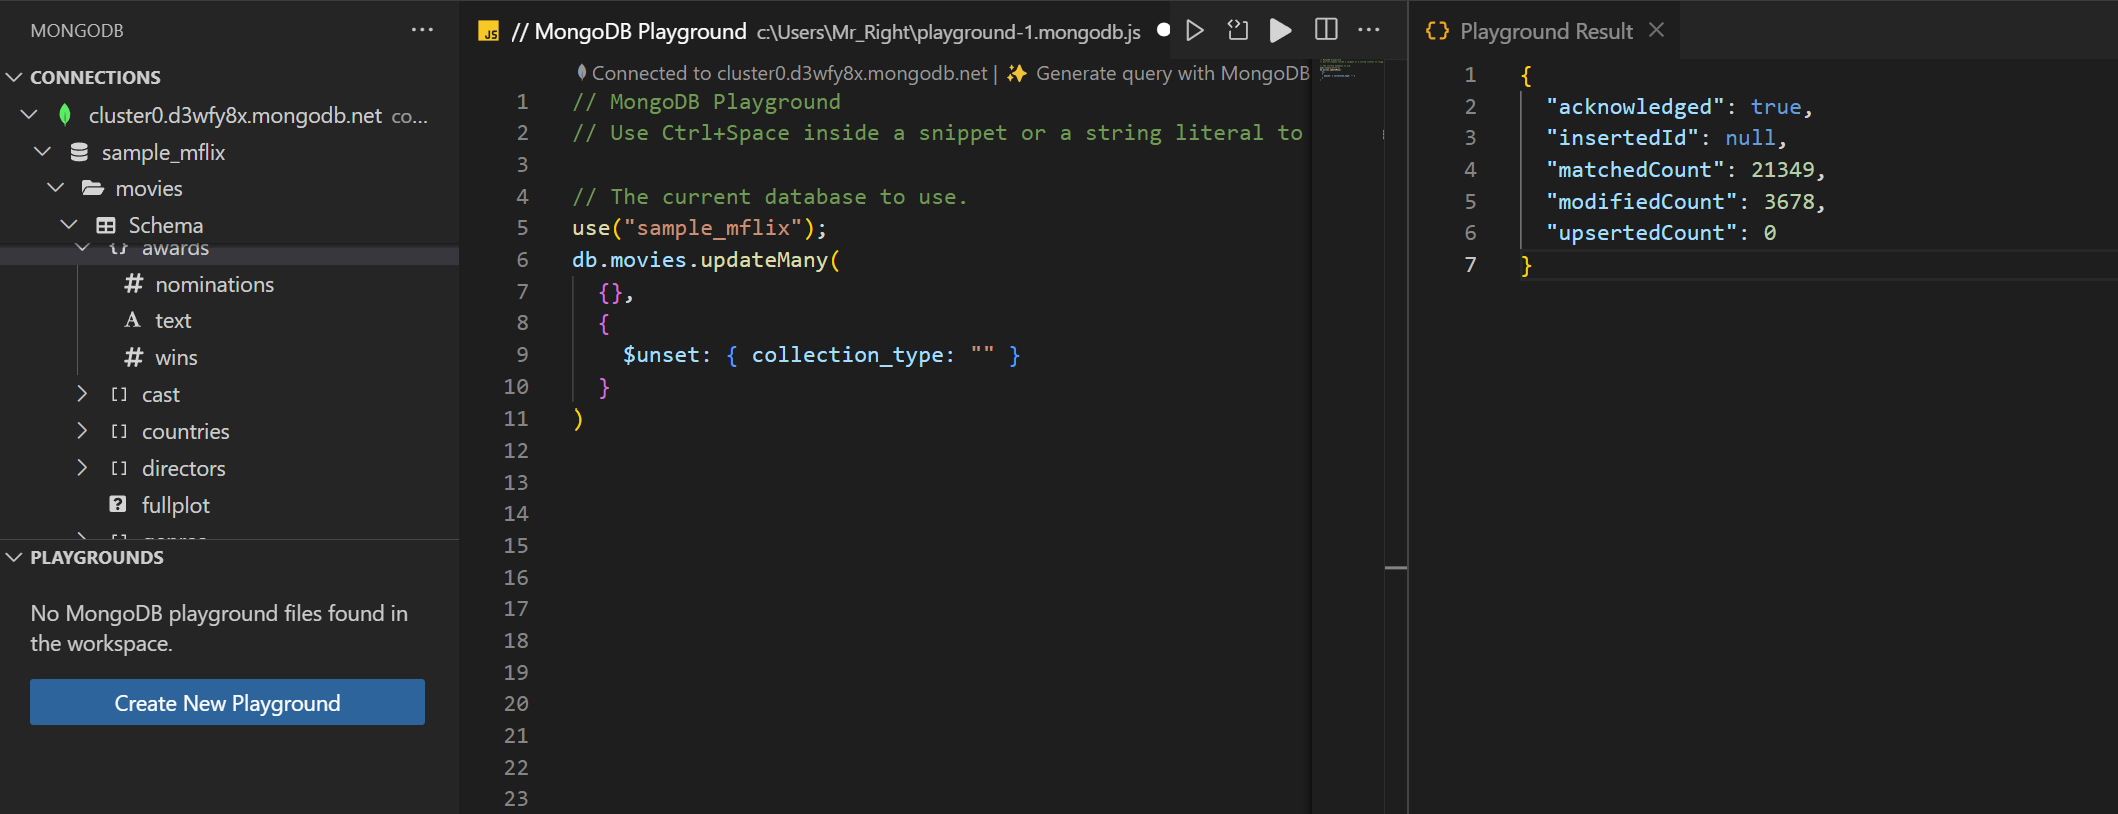 MONGODB
CONNECTIONS
cluster0.d3wfy8x.mongodb.net co...
sample_mflix
movies
Schema
awards
nominations
text
wins
cast
countries
directors
fullplot
PLAYGROUNDS
No MongoDB playground files found in
the workspace.
Create New Playground
JS // MongoDB Playground c:\Users\Mr_Right\playground-1.mongodb.js
Connected to cluster0.d3wfy8x.mongodb.net | ✨ Generate query with MongoDB
1 // MongoDB Playground
2 // Use Ctrl+Space inside a snippet or a string literal to
3
4 // The current database to use.
5 use("sample_mflix");
6 db.movies.updateMany(
7 {},
8 {
9 $unset: { collection_type: "" }
10 }
11 )
12
13
14
15
16
17
18
19
20
21
22
23
{} Playground Result
1 {
2 "acknowledged": true,
3 "insertedId": null,
4 "matchedCount": 21349,
5 "modifiedCount": 3678,
6 "upsertedCount": 0
7 }